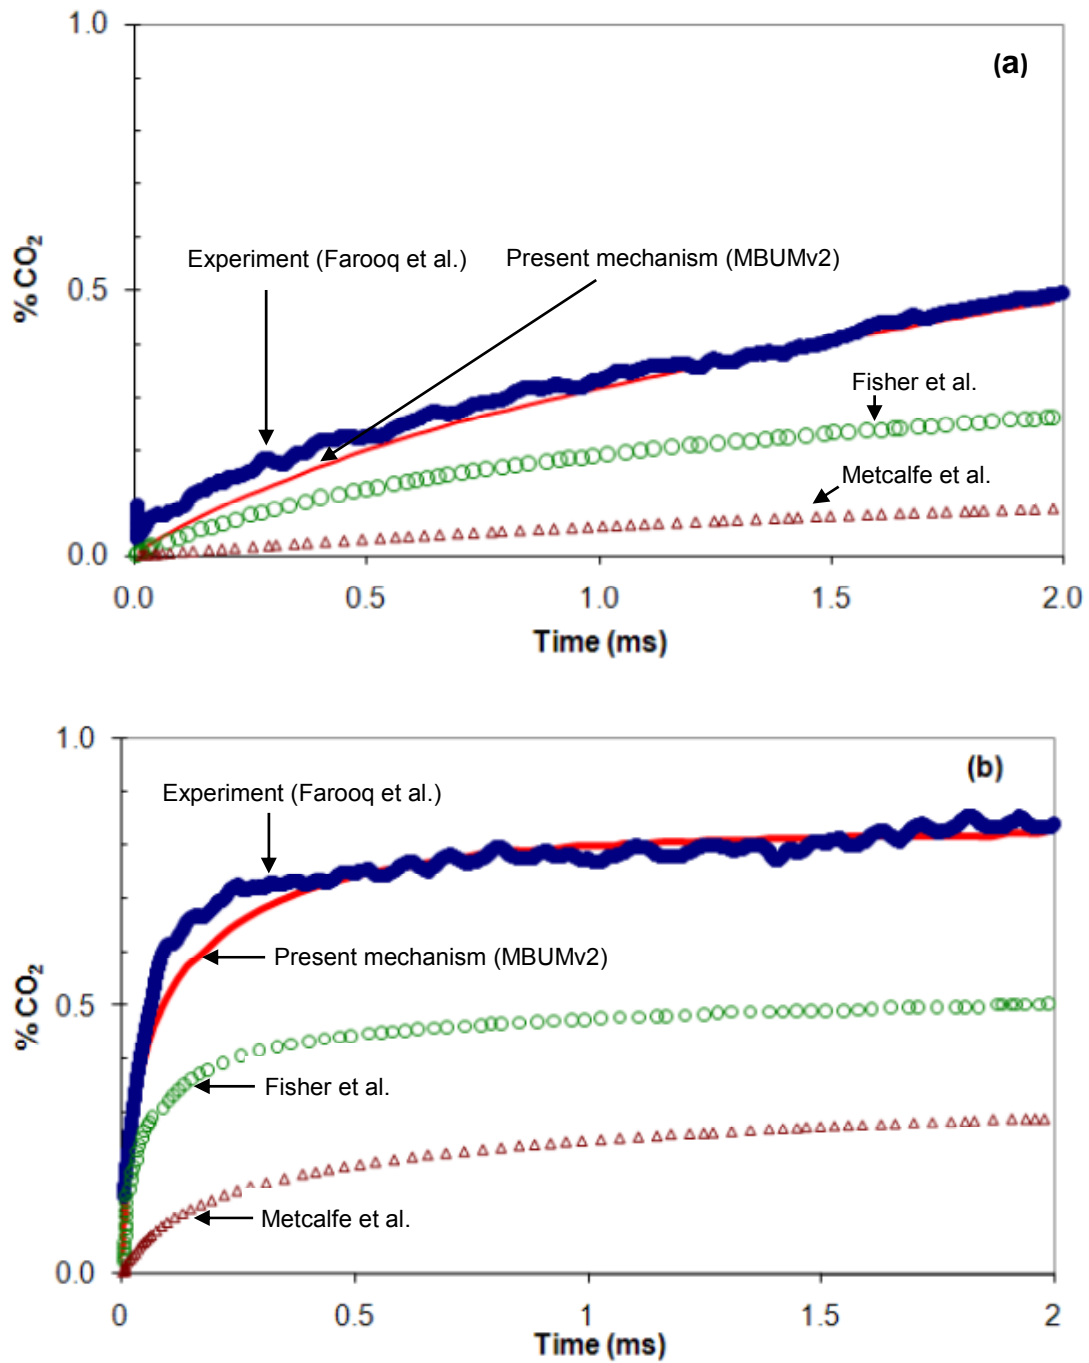 1.0
(a)
% CO2
Experiment (Farooq et al.)
Present mechanism (MBUMv2)
0.5
Fisher et al.
Metcalfe et al.
0.0
0.0 0.5 1.0 1.5 2.0
Time (ms)
1.0
(b)
Experiment (Farooq et al.)
% CO2
Present mechanism (MBUMv2)
0.5
Fisher et al.
Metcalfe et al.
0.0
0 0.5 1 1.5 2
Time (ms)